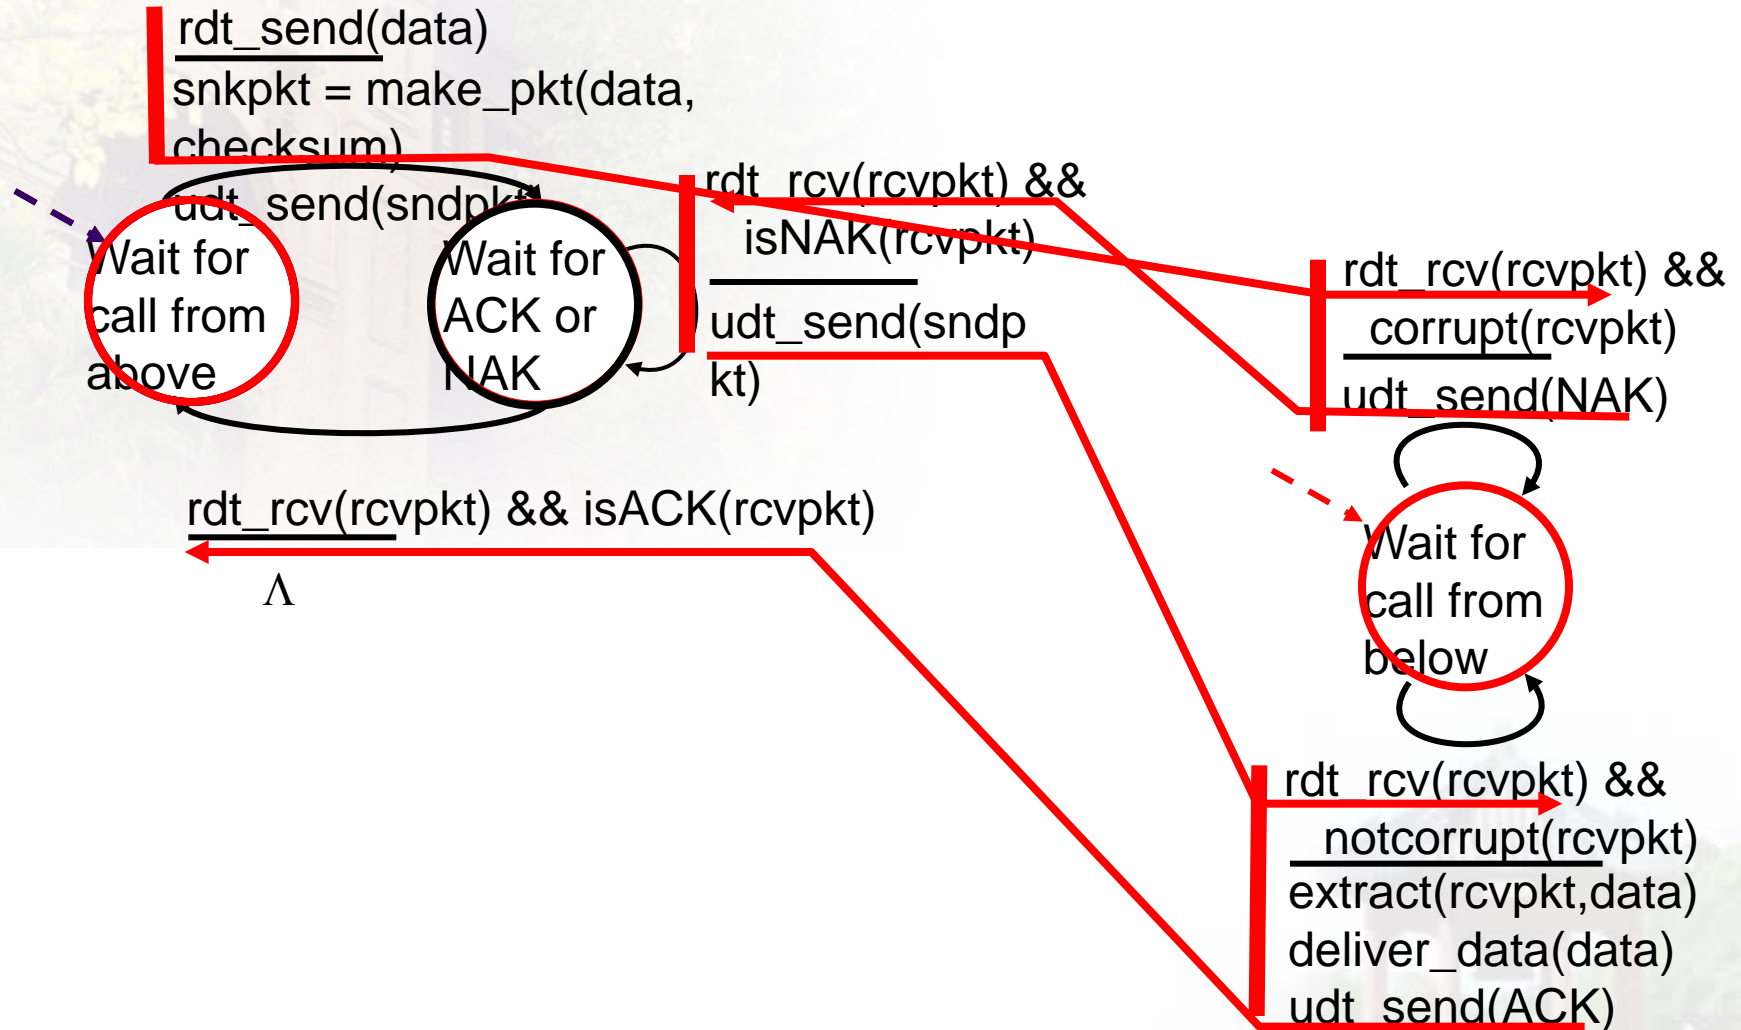 rdt_send(data)
snkpkt = make_pkt(data,
checksum)
udt_send(sndpkt
Wait for
call from
above
Wait for
ACK or
NAK
rdt_rcv(rcvpkt) &&
isNAK(rcvpkt)
udt_send(sndp
kt)
rdt_rcv(rcvpkt) && isACK(rcvpkt)
Λ
rdt_rcv(rcvpkt) &&
corrupt(rcvpkt)
udt_send(NAK)
Wait for
call from
below
rdt_rcv(rcvpkt) &&
notcorrupt(rcvpkt)
extract(rcvpkt,data)
deliver_data(data)
udt_send(ACK)